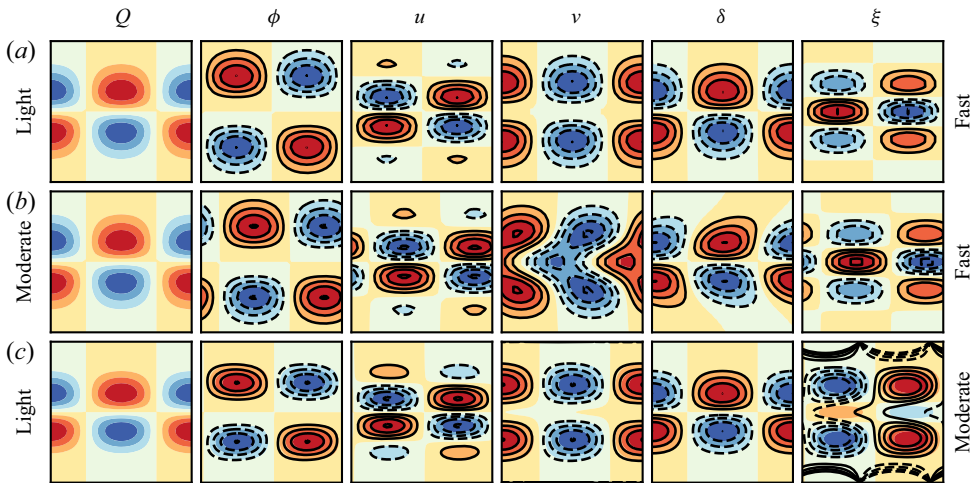 Q ϕ u v δ ξ
(a) Light Fast
(b) Moderate Fast
(c) Light Moderate